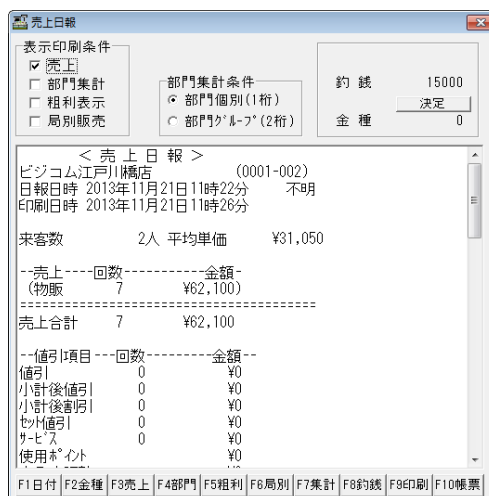 売上日報
表示印刷条件
売上
部門集計
粗利表示
局別販売
部門集計条件
部門個別(1桁)
部門ｸﾞﾙｰﾌﾟ(2桁)
釣 銭 15000
決定
金 種 0
< 売 上 日 報 >
ビジコム江戸川橋店 (0001-002)
日報日時 2013年11月21日11時22分 不明
印刷日時 2013年11月21日11時26分
来客数 2人 平均単価 ¥31,050
--売上----回数-----------金額-
(物販 7 ¥62,100)
========================================
売上合計 7 ¥62,100
--値引項目---回数---------金額--
値引 0 ¥0
小計後値引 0 ¥0
小計後割引 0 ¥0
ｾｯﾄ値引 0 ¥0
ｻｰﾋﾞｽ 0 ¥0
使用ﾎﾟｲﾝﾄ ¥0
F1日付 F2金種 F3売上 F4部門 F5粗利 F6局別 F7集計 F8釣銭 F9印刷 F10帳票